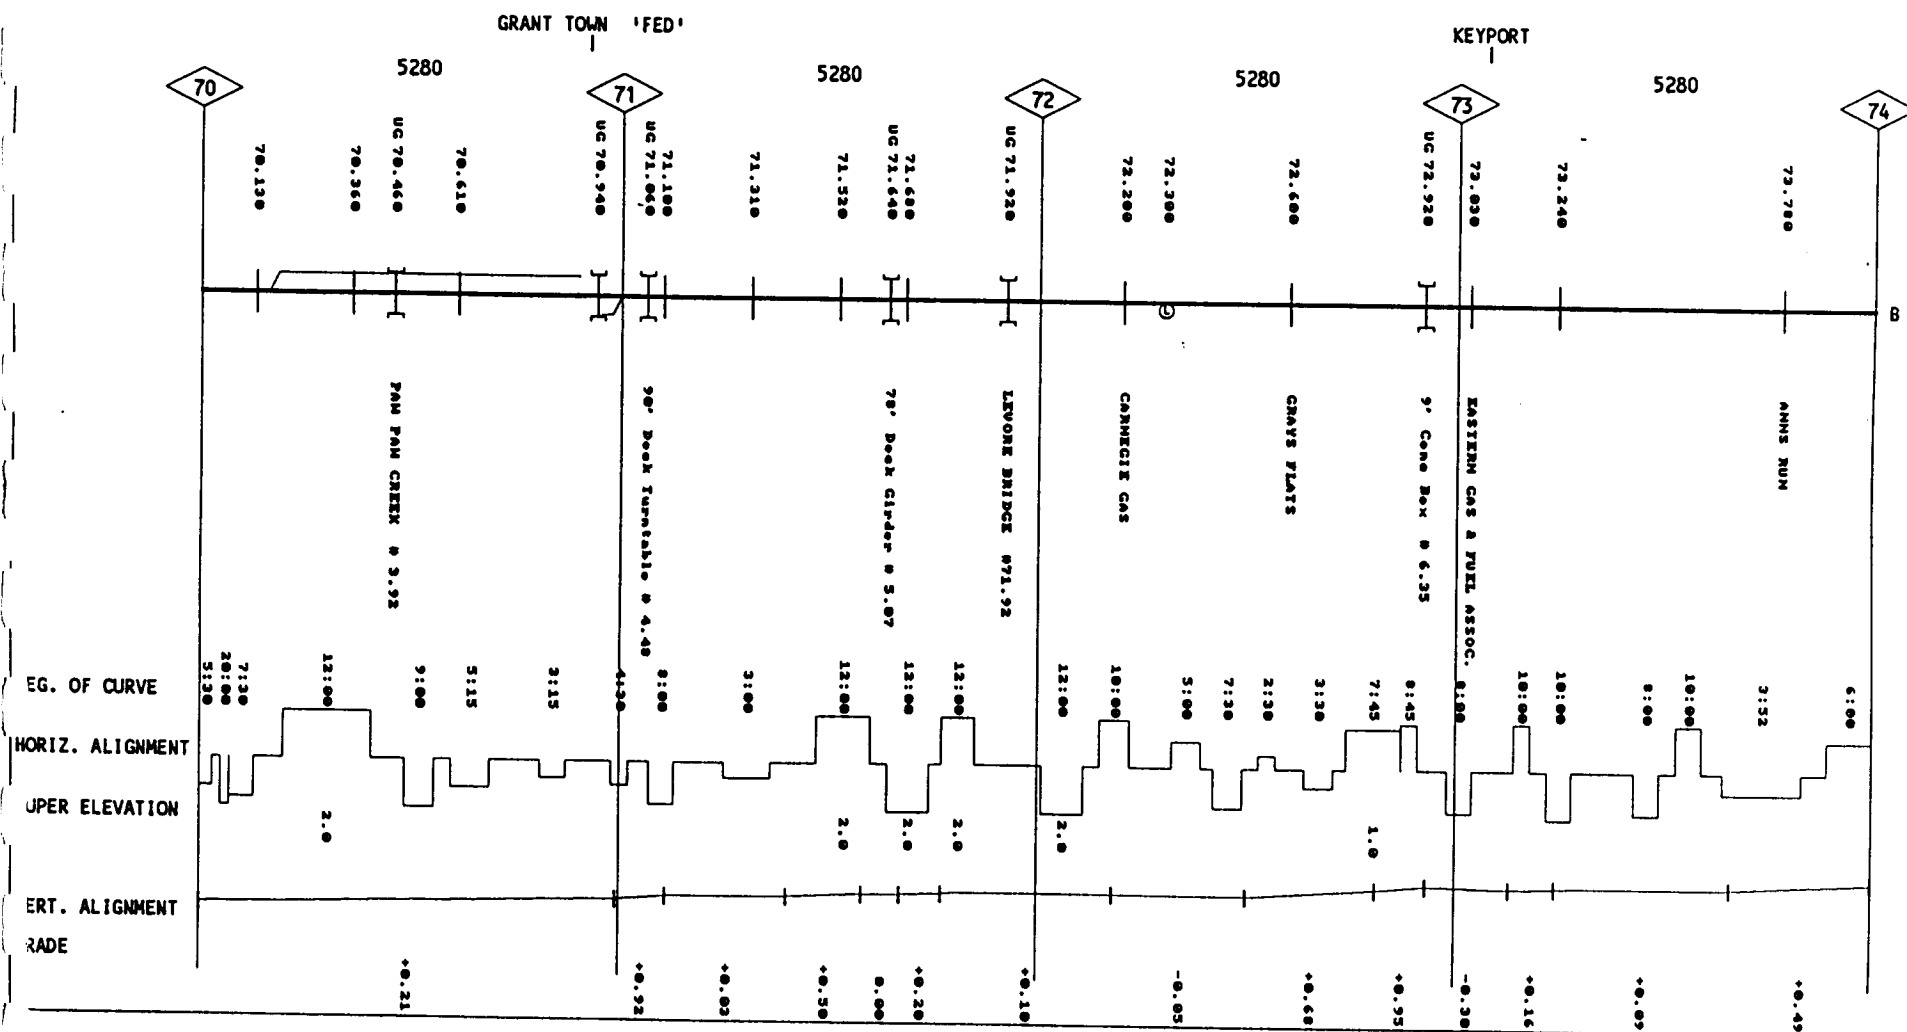 GRANT TOWN 'FED'
KEYPORT
5280
5280
5280
5280
70
71
72
73
74
70.130
70.360
UG 70.460
70.610
UG 70.940
UG 71.060
71.100
71.310
71.520
UG 71.640
71.680
UG 71.920
72.200
72.300
72.600
UG 72.920
73.030
73.240
73.780
L
B
PAW PAW CREEK # 3.92
90' Deck Turntable # 4.48
78' Deck Girder # 5.07
LEVORE BRIDGE #71.92
CARNEGIE GAS
GRAYS FLATS
9' Conc Box # 6.35
EASTERN GAS & FUEL ASSOC.
ANNS RUN
EG. OF CURVE
5:30
20:00
7:30
12:00
9:00
5:15
3:15
4:30
8:00
3:00
12:00
12:00
12:00
12:00
10:00
5:00
7:30
2:30
3:30
7:45
8:45
8:00
10:00
10:00
8:00
10:00
3:52
6:00
HORIZ. ALIGNMENT
UPER ELEVATION
2.0
2.0
2.0
2.0
2.0
1.0
ERT. ALIGNMENT
RADE
+0.21
+0.92
+0.03
+0.50
0.00
+0.20
+0.10
-0.05
+0.68
+0.95
-0.30
+0.16
+0.09
+0.49